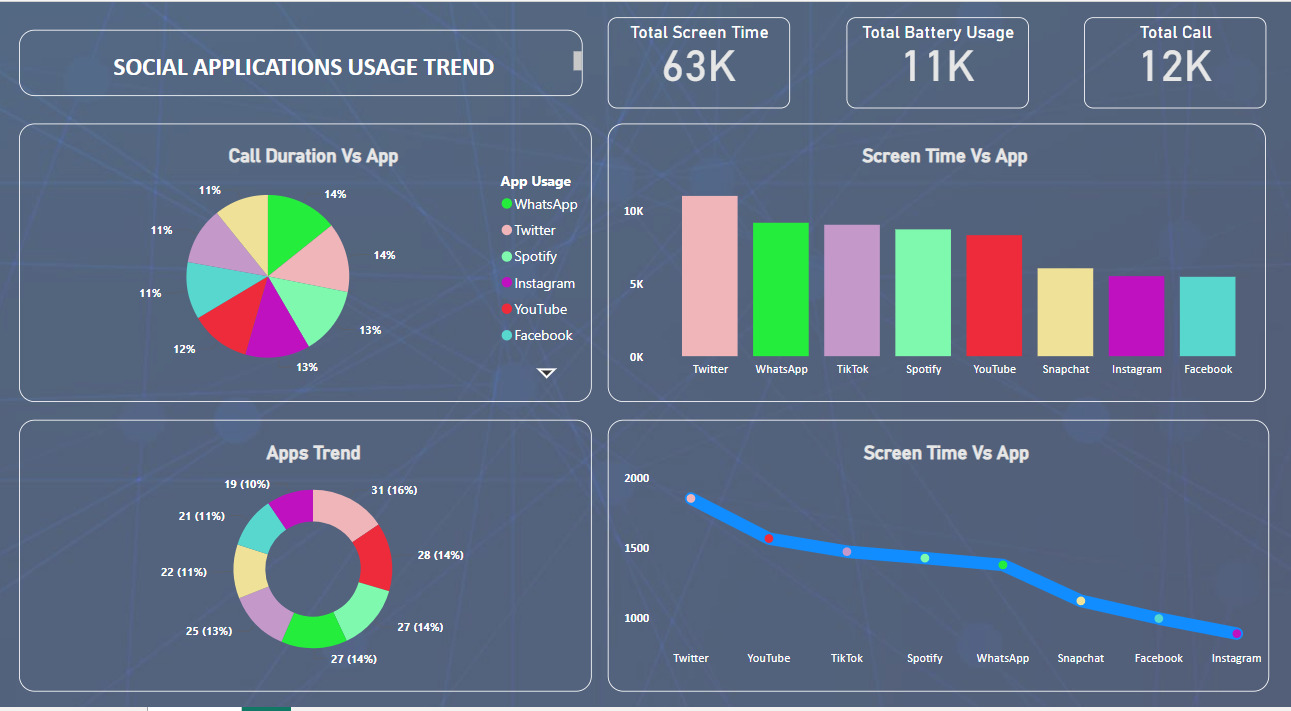 SOCIAL APPLICATIONS USAGE TREND
Total Screen Time
63K
Total Battery Usage
11K
Total Call
12K
Call Duration Vs App
14%
14%
13%
13%
12%
11%
11%
11%
App Usage
WhatsApp
Twitter
Spotify
Instagram
YouTube
Facebook
Screen Time Vs App
10K
5K
0K
Twitter
WhatsApp
TikTok
Spotify
YouTube
Snapchat
Instagram
Facebook
Apps Trend
31 (16%)
28 (14%)
27 (14%)
27 (14%)
25 (13%)
22 (11%)
21 (11%)
19 (10%)
Screen Time Vs App
2000
1500
1000
Twitter
YouTube
TikTok
Spotify
WhatsApp
Snapchat
Facebook
Instagram